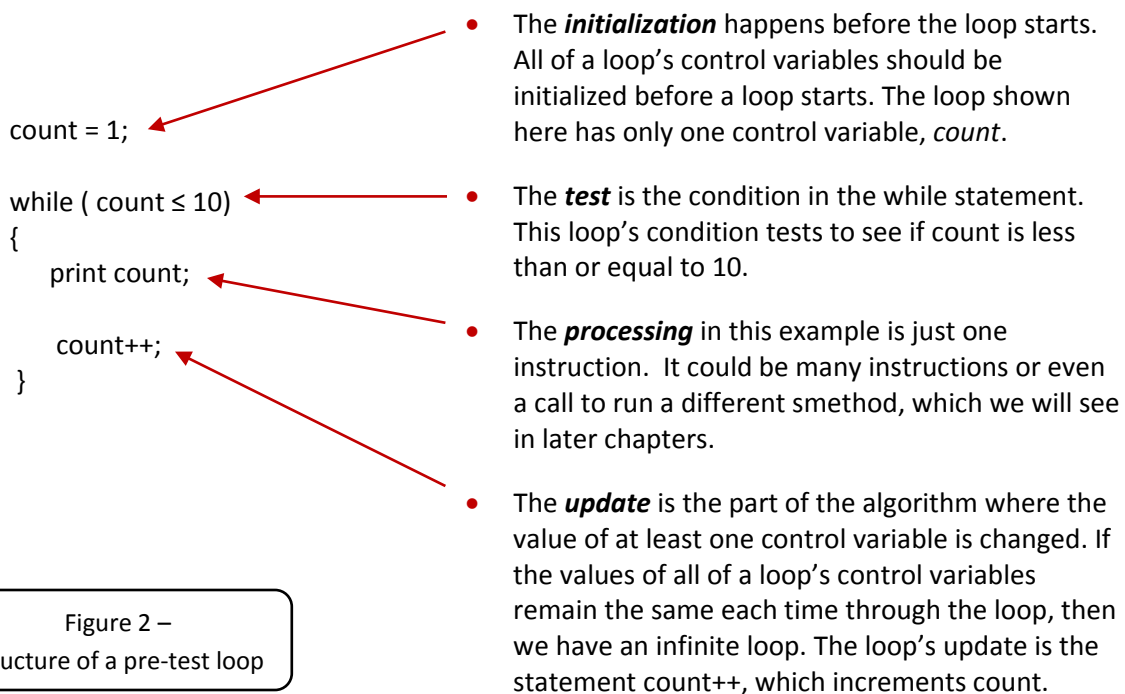 count = 1;
while ( count ≤ 10)
{
print count;
count++;
}
• The initialization happens before the loop starts.
All of a loop’s control variables should be
initialized before a loop starts. The loop shown
here has only one control variable, count.
• The test is the condition in the while statement.
This loop’s condition tests to see if count is less
than or equal to 10.
• The processing in this example is just one
instruction. It could be many instructions or even
a call to run a different smethod, which we will see
in later chapters.
• The update is the part of the algorithm where the
value of at least one control variable is changed. If
the values of all of a loop’s control variables
remain the same each time through the loop, then
we have an infinite loop. The loop’s update is the
statement count++, which increments count.
Figure 2 –
ucture of a pre-test loop